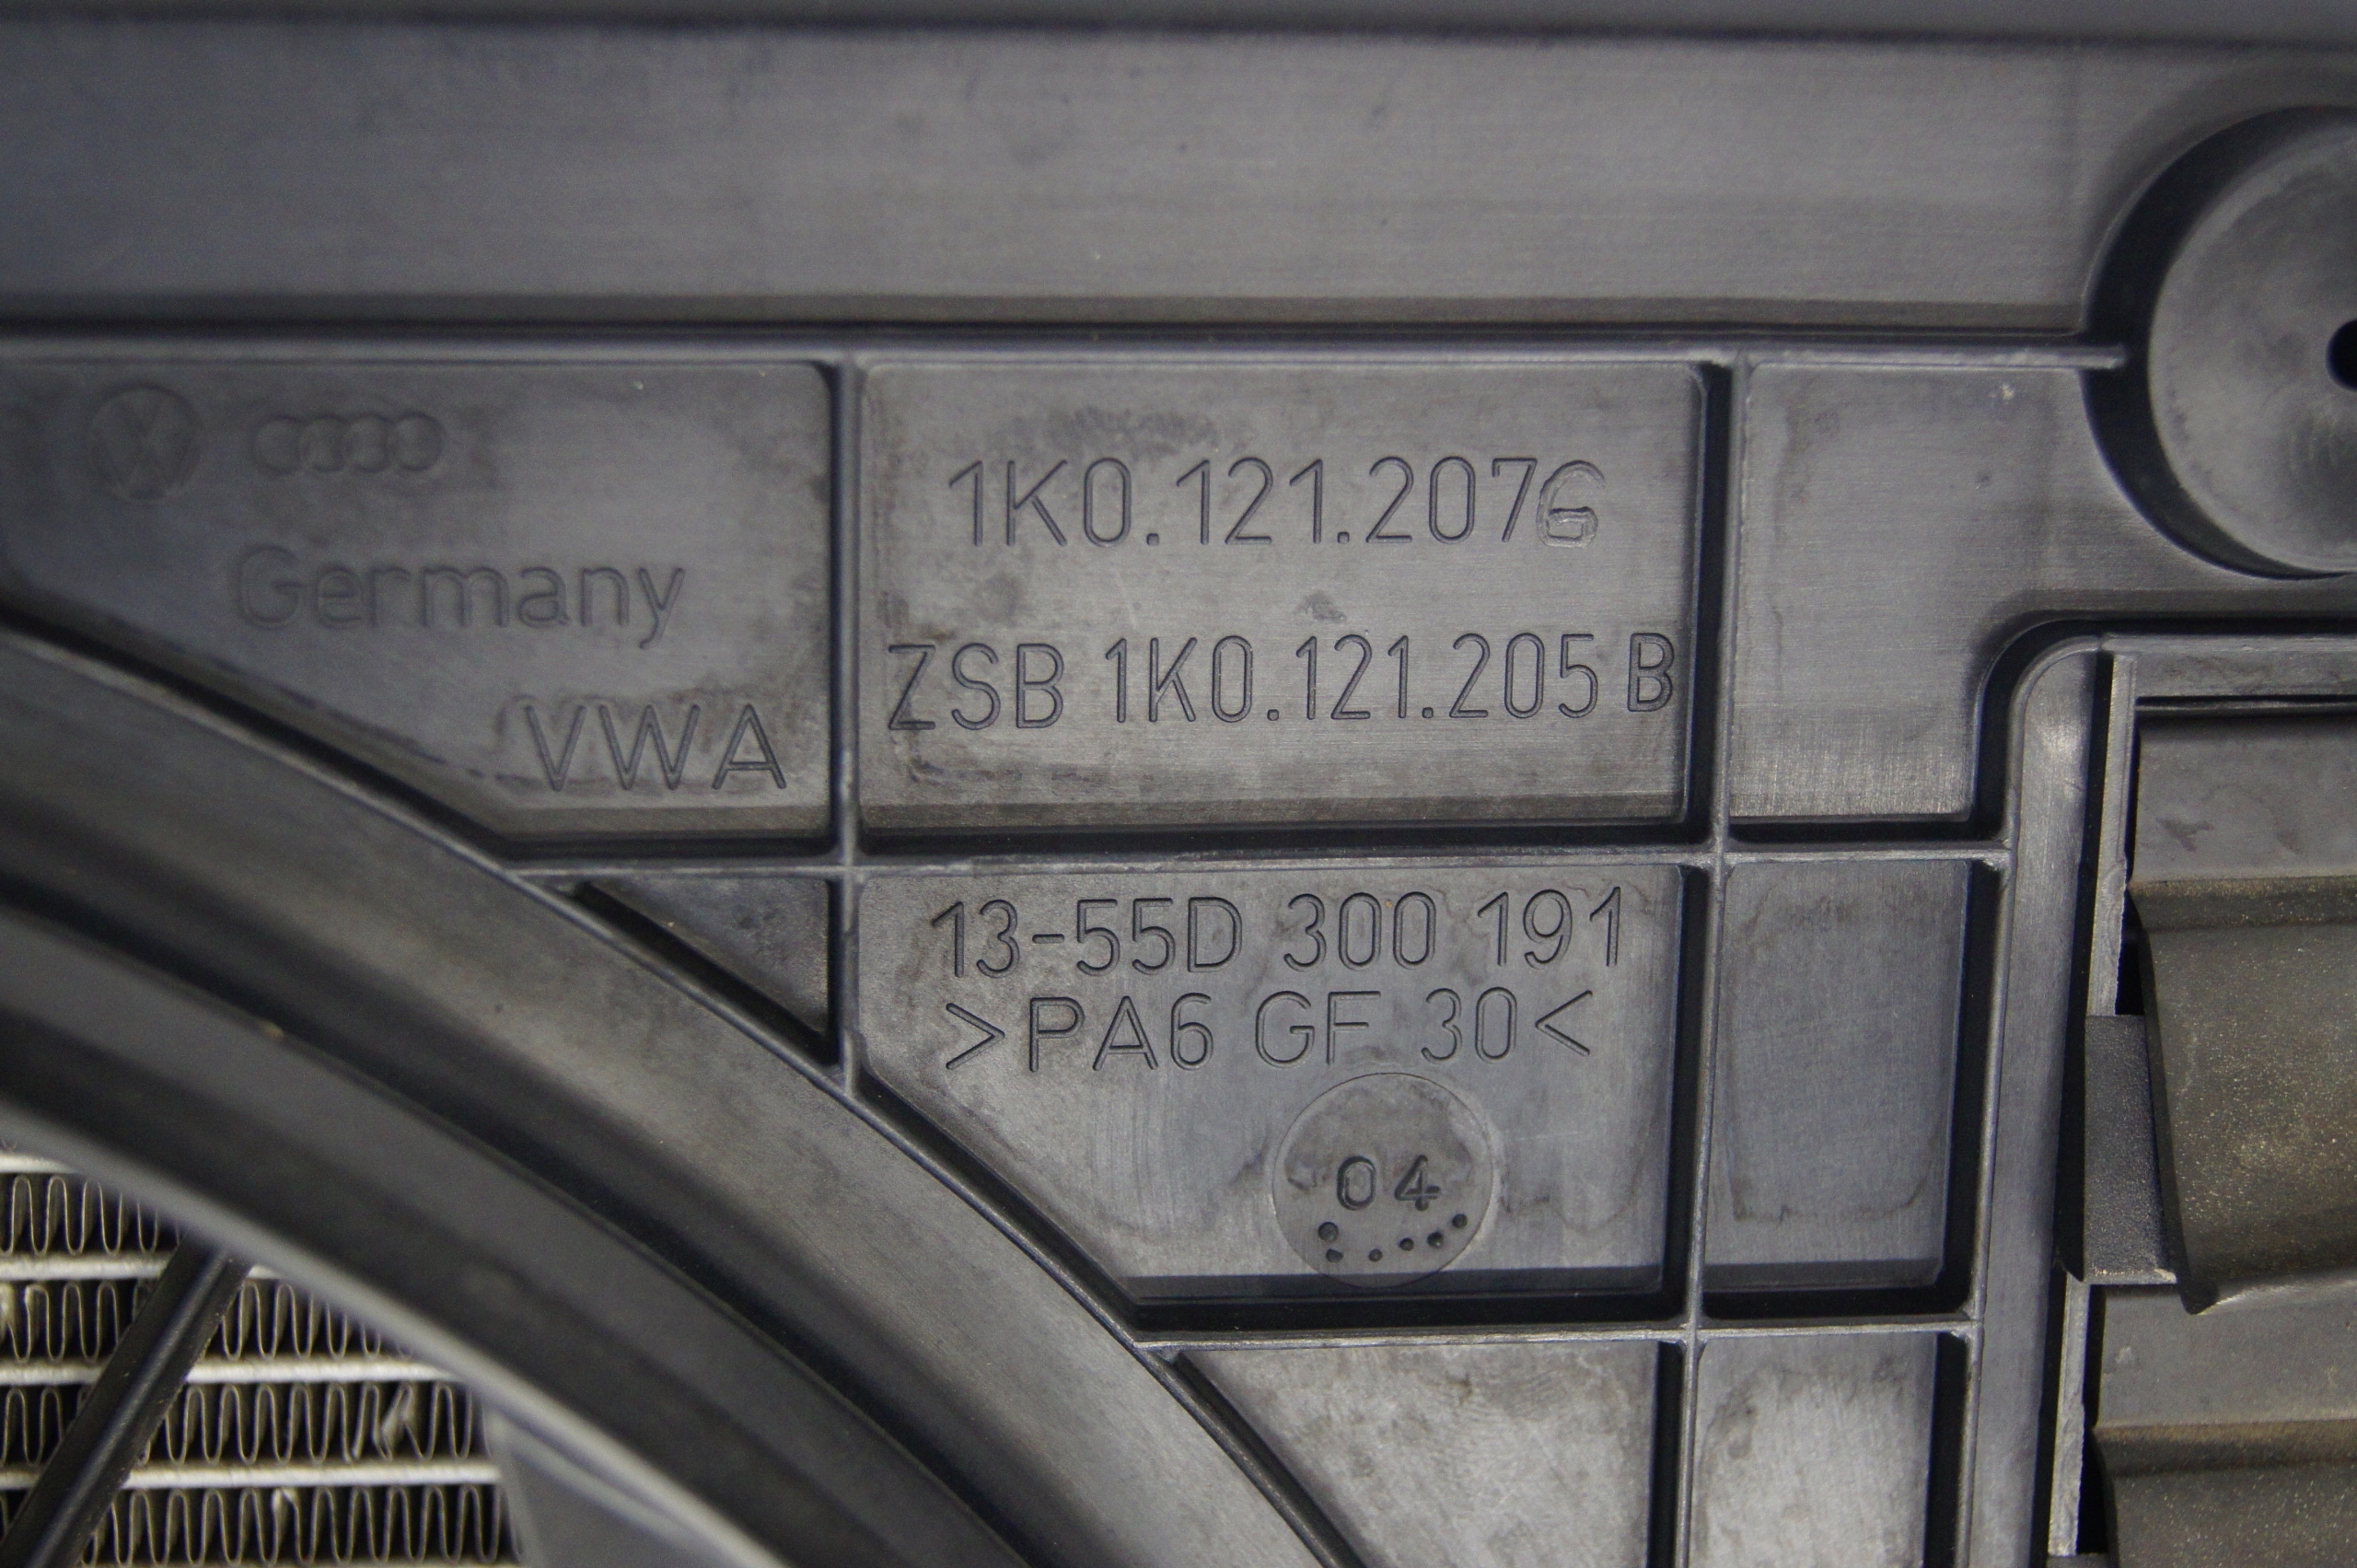 Germany
VWA
1K0.121.207G
ZSB 1K0.121.205 B
13-55D 300 191
>PA6 GF 30<
04